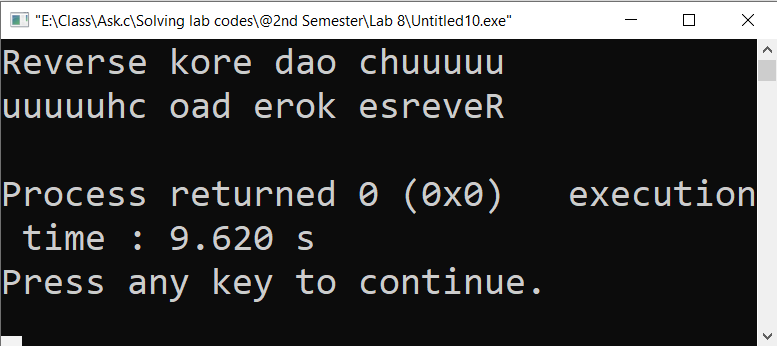 "E:\Class\Ask.c\Solving lab codes\@2nd Semester\Lab 8\Untitled10.exe"
Reverse kore dao chuuuuu
uuuuuhc oad erok esreveR
Process returned 0 (0x0)   execution
 time : 9.620 s
Press any key to continue.